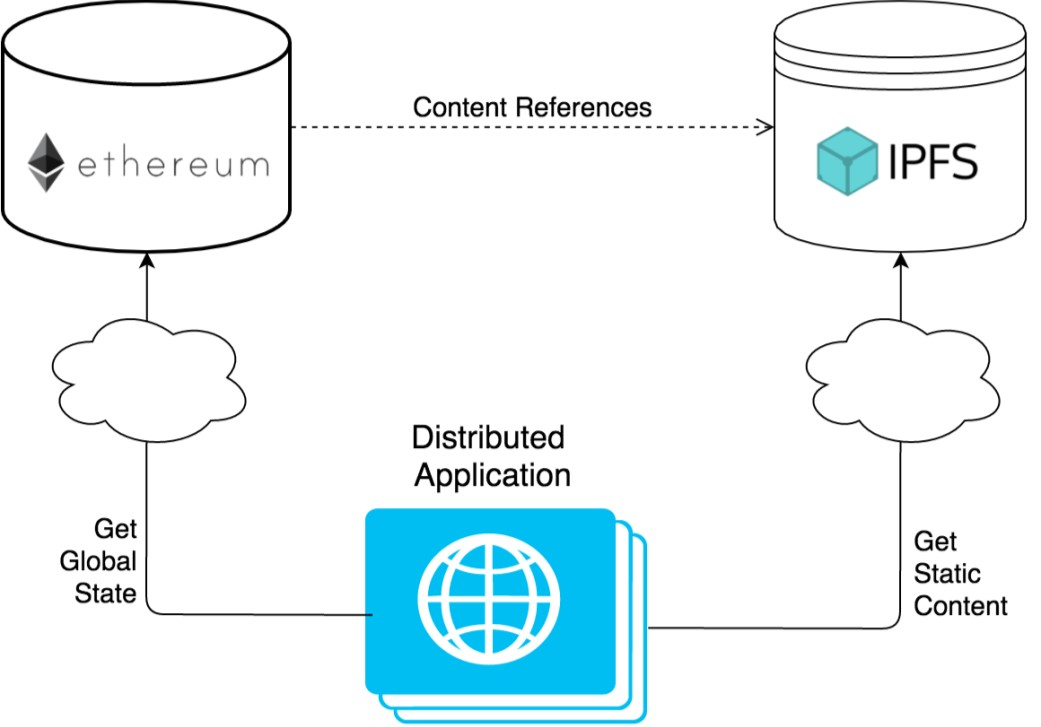 Content References
ethereum
IPFS
Distributed
Application
Get
Global
State
Get
Static
Content